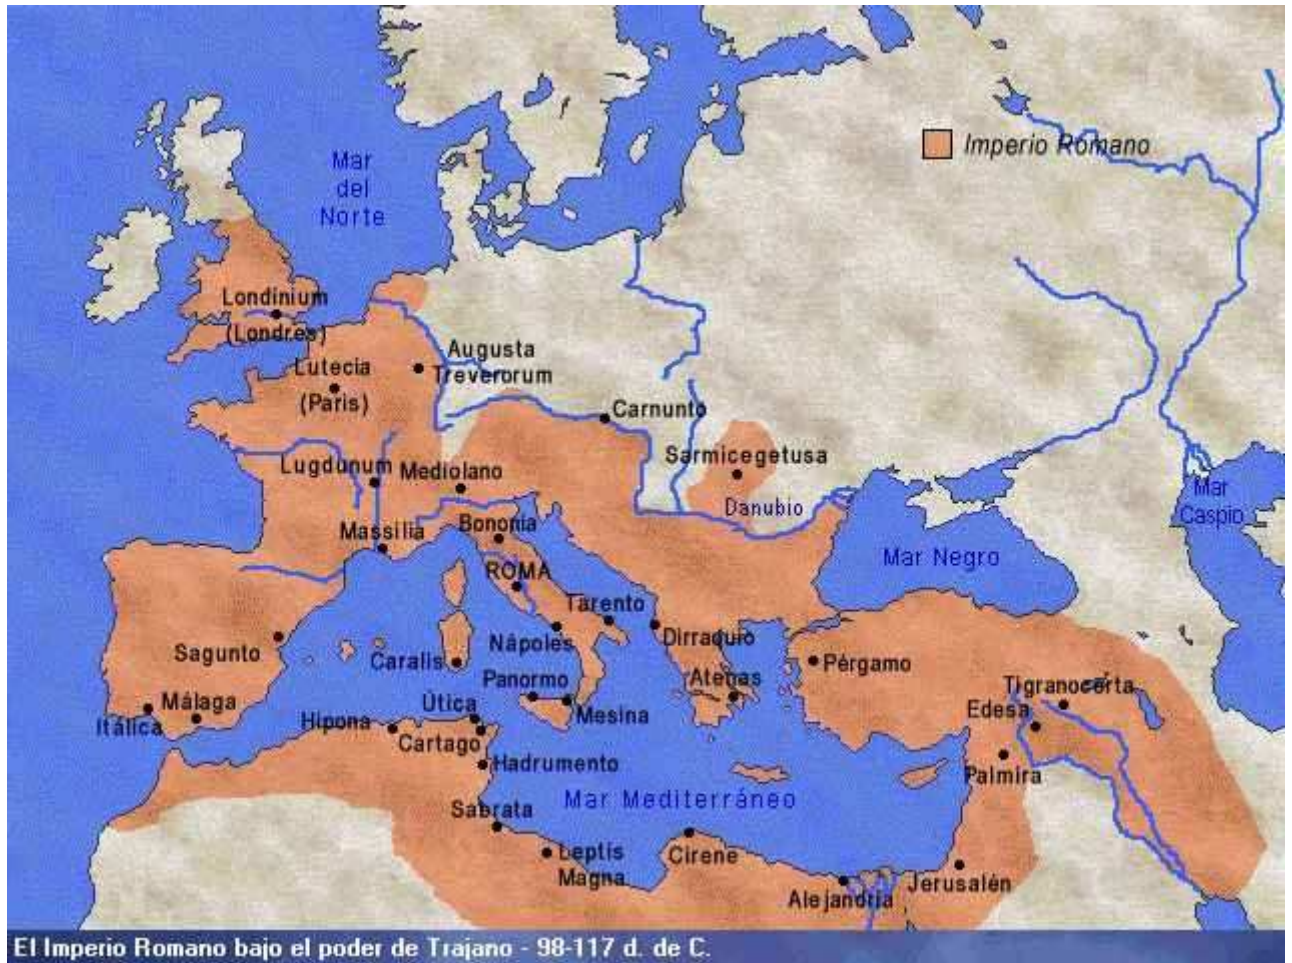 Imperio Romano
Mar
del
Norte
Londinium
(Londres)
Augusta
Treverorum
Lutecia
(Paris)
Carnunto
Sarmicegetusa
Lugdunum
Mediolano
Danubio
Mar
Caspio
Massilia
Bononia
Mar Negro
ROMA
Tarento
Dirraquio
Nápoles
Sagunto
Caralis
Pérgamo
Panormo
Atenas
Tigranocerta
Málaga
Itálica
Útica
Mesina
Edesa
Hipona
Cartago
Hadrumento
Palmira
Mar Mediterráneo
Sabrata
Leptis
Magna
Cirene
Jerusalén
Alejandría
El Imperio Romano bajo el poder de Trajano - 98-117 d. de C.